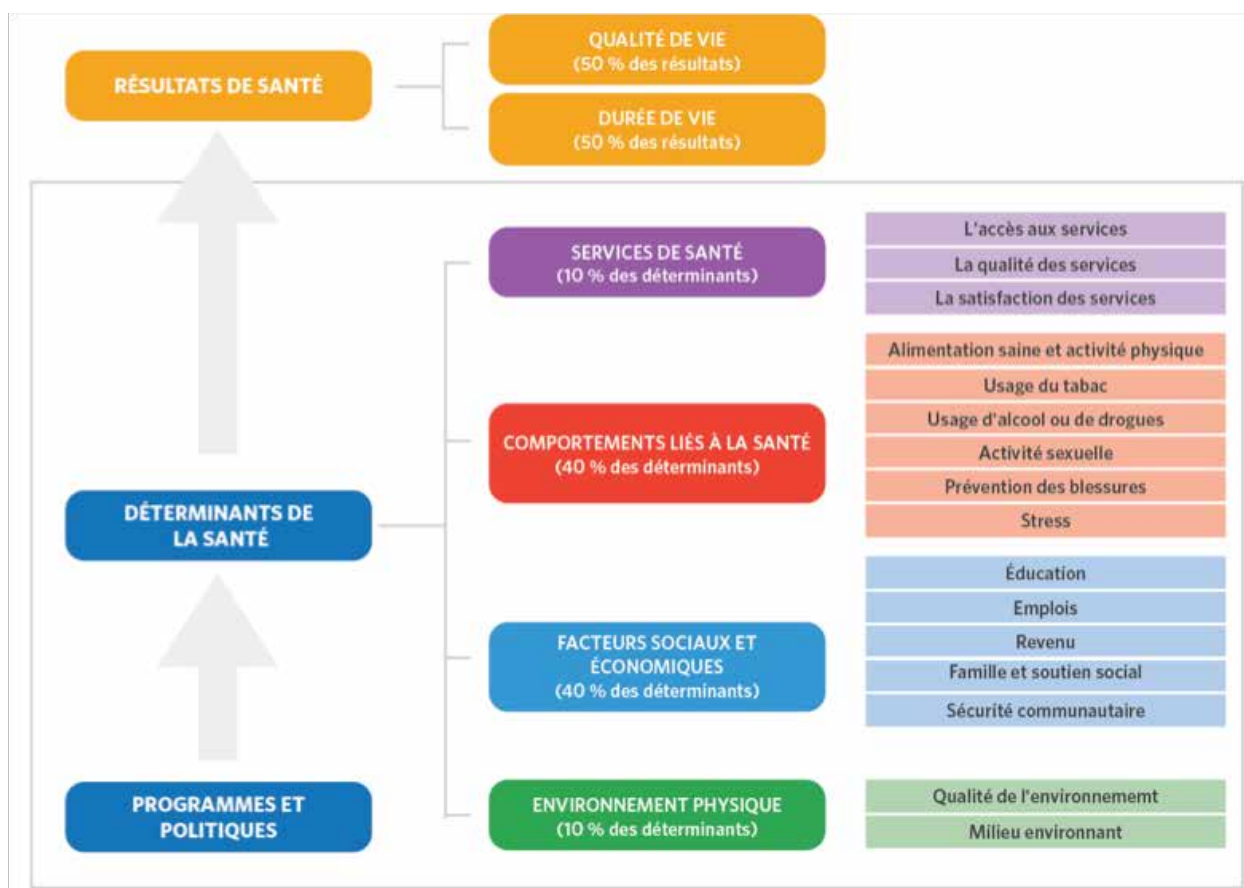 RÉSULTATS DE SANTÉ
QUALITÉ DE VIE
(50 % des résultats)
DURÉE DE VIE
(50 % des résultats)
DÉTERMINANTS DE
LA SANTÉ
SERVICES DE SANTÉ
(10 % des déterminants)
L'accès aux services
La qualité des services
La satisfaction des services
COMPORTEMENTS LIÉS À LA SANTÉ
(40 % des déterminants)
Alimentation saine et activité physique
Usage du tabac
Usage d'alcool ou de drogues
Activité sexuelle
Prévention des blessures
Stress
FACTEURS SOCIAUX ET
ÉCONOMIQUES
(40 % des déterminants)
Éducation
Emplois
Revenu
Famille et soutien social
Sécurité communautaire
PROGRAMMES ET
POLITIQUES
ENVIRONNEMENT PHYSIQUE
(10 % des déterminants)
Qualité de l'environnememt
Milieu environnant